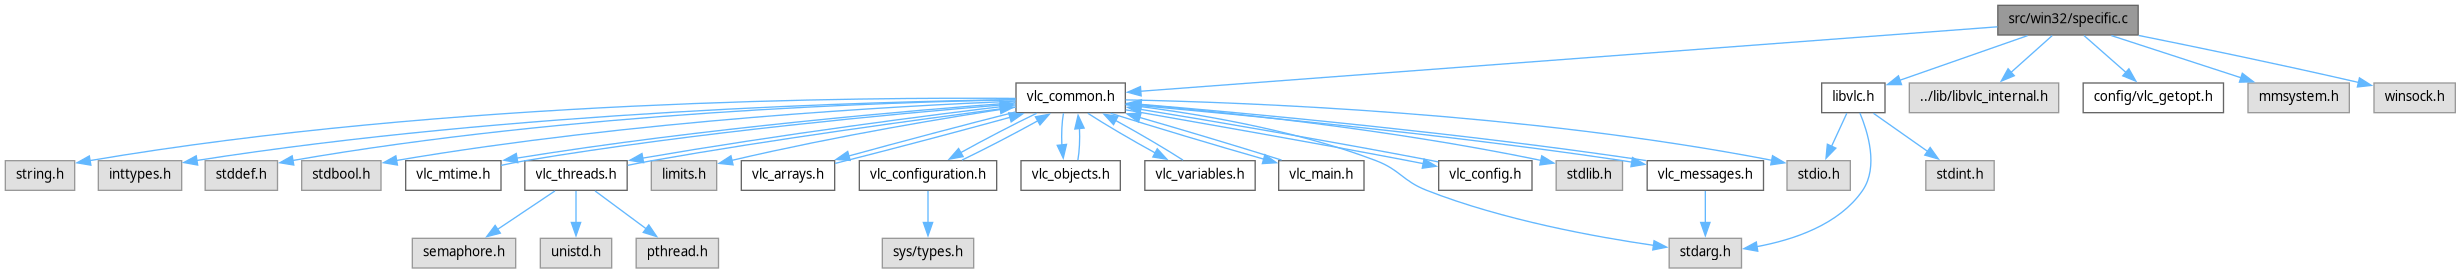 src/win32/specific.c
vlc_common.h
libvlc.h
../lib/libvlc_internal.h
config/vlc_getopt.h
mmsystem.h
winsock.h
string.h
inttypes.h
stddef.h
stdbool.h
vlc_mtime.h
vlc_threads.h
limits.h
vlc_arrays.h
vlc_configuration.h
vlc_objects.h
vlc_variables.h
vlc_main.h
vlc_config.h
stdlib.h
vlc_messages.h
stdio.h
stdint.h
semaphore.h
unistd.h
pthread.h
sys/types.h
stdarg.h